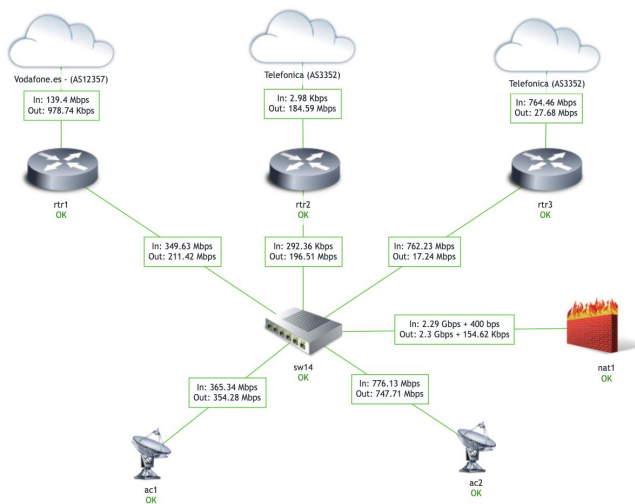 Vodafone.es - (AS12357)
Telefonica (AS3352)
Telefonica (AS3352)
In: 139.4 Mbps
Out: 978.74 Kbps
In: 2.98 Kbps
Out: 184.59 Mbps
In: 764.46 Mbps
Out: 27.68 Mbps
rtr1
OK
rtr2
OK
rtr3
OK
In: 349.63 Mbps
Out: 211.42 Mbps
In: 292.36 Kbps
Out: 196.51 Mbps
In: 762.23 Mbps
Out: 17.24 Mbps
In: 2.29 Gbps + 400 bps
Out: 2.3 Gbps + 154.62 Kbps
sw14
OK
nat1
OK
In: 365.34 Mbps
Out: 354.28 Mbps
In: 776.13 Mbps
Out: 747.71 Mbps
ac1
OK
ac2
OK